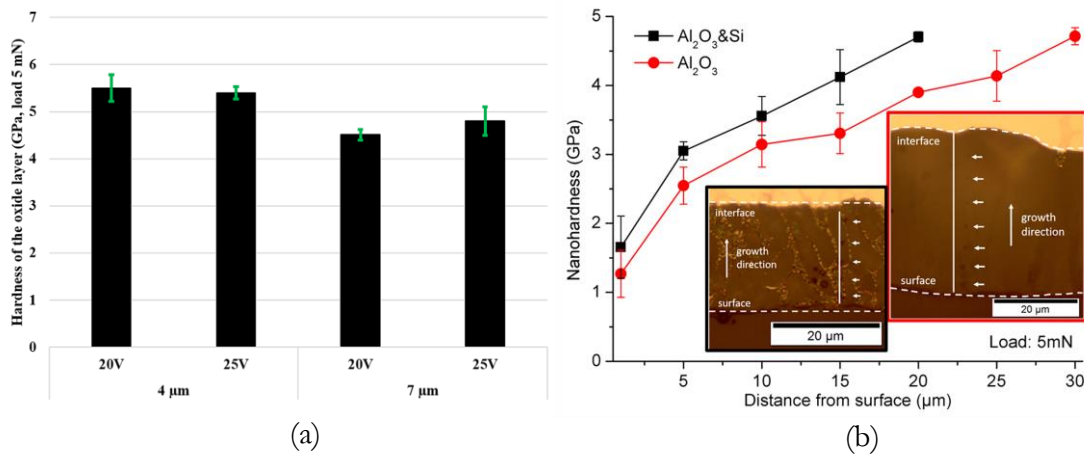 Hardness of the oxide layer (GPa, load 5 mN)
7
6
5
4
3
2
1
0
20V 25V 20V 25V
4 µm 7 µm
(a)
Nanohardness (GPa)
5
4
3
2
1
0
Al₂O₃&Si
Al₂O₃
interface
growth
direction
surface
20 µm
interface
growth
direction
surface
20 µm
Load: 5mN
5 10 15 20 25 30
Distance from surface (µm)
(b)